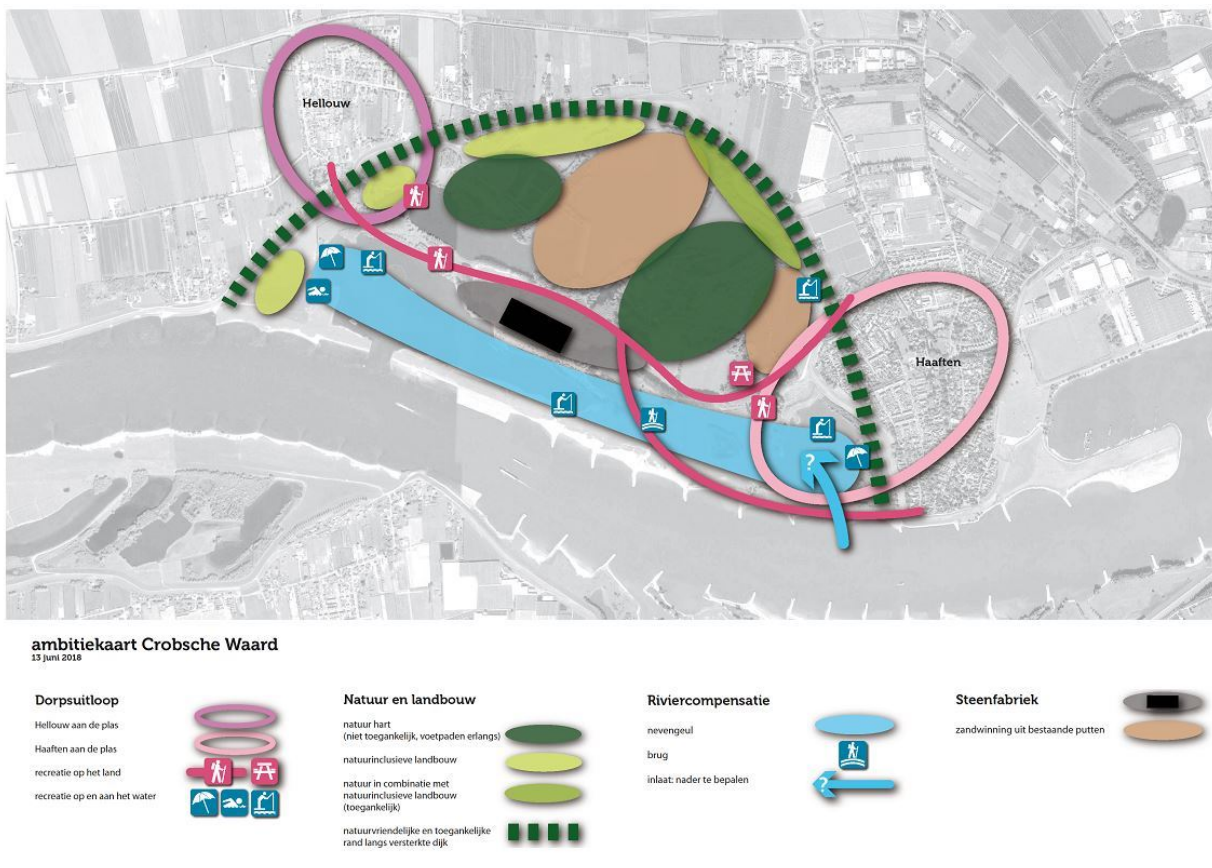 Hellouw
Haaften
?
ambitiekaart Crobsche Waard
13 juni 2018
Dorpsuitloop
Hellouw aan de plas
Haaften aan de plas
recreatie op het land
recreatie op en aan het water
Natuur en landbouw
natuur hart
(niet toegankelijk, voetpaden erlangs)
natuurinclusieve landbouw
natuur in combinatie met
natuurinclusieve landbouw
(toegankelijk)
natuurvriendelijke en toegankelijke
rand langs versterkte dijk
Riviercompensatie
nevengeul
brug
inlaat: nader te bepalen
?
Steenfabriek
zandwinning uit bestaande putten